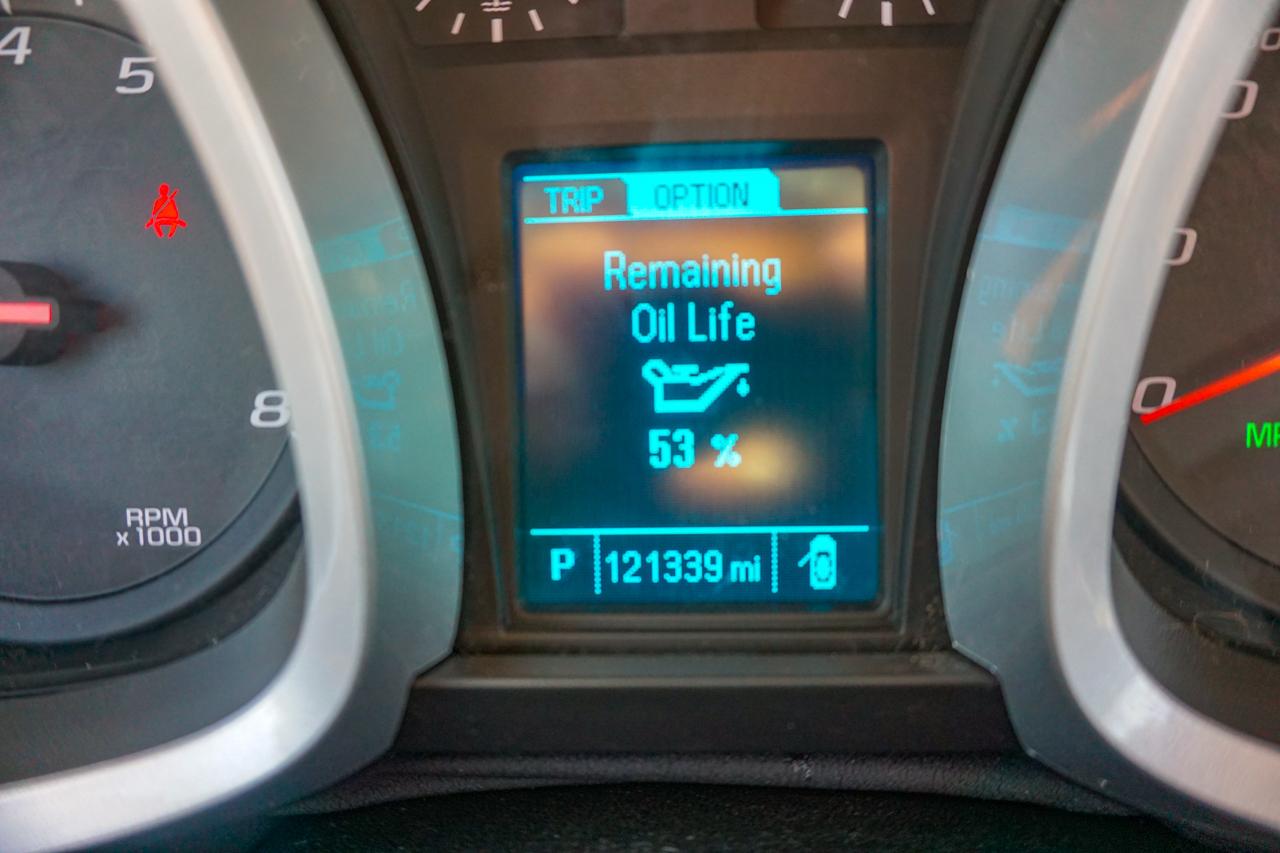 4
5
8
RPM
x1000
TRIP OPTION
Remaining
Oil Life
53 %
P 121339 mi
0